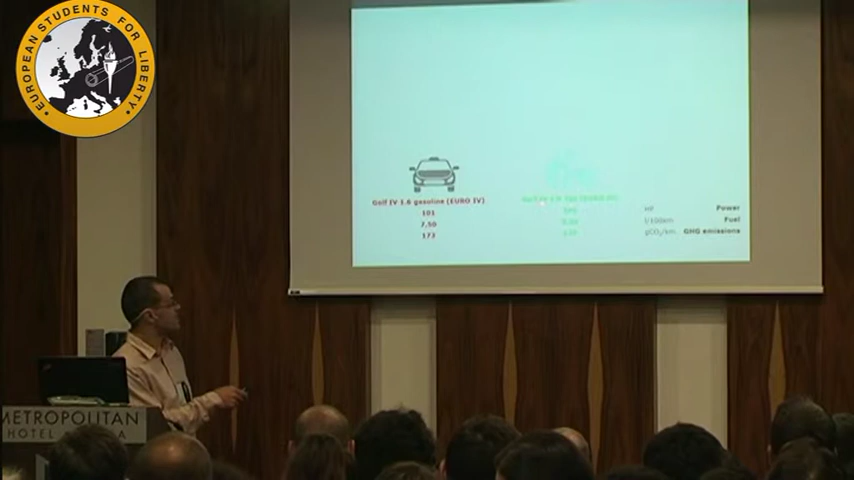 EUROPEAN STUDENTS FOR LIBERTY
Golf IV 1.6 gasoline (EURO IV)
101
7,50
173
HP Power
l/100km Fuel
gCO₂/km GHG emissions
METROPOLITAN
HOTEL